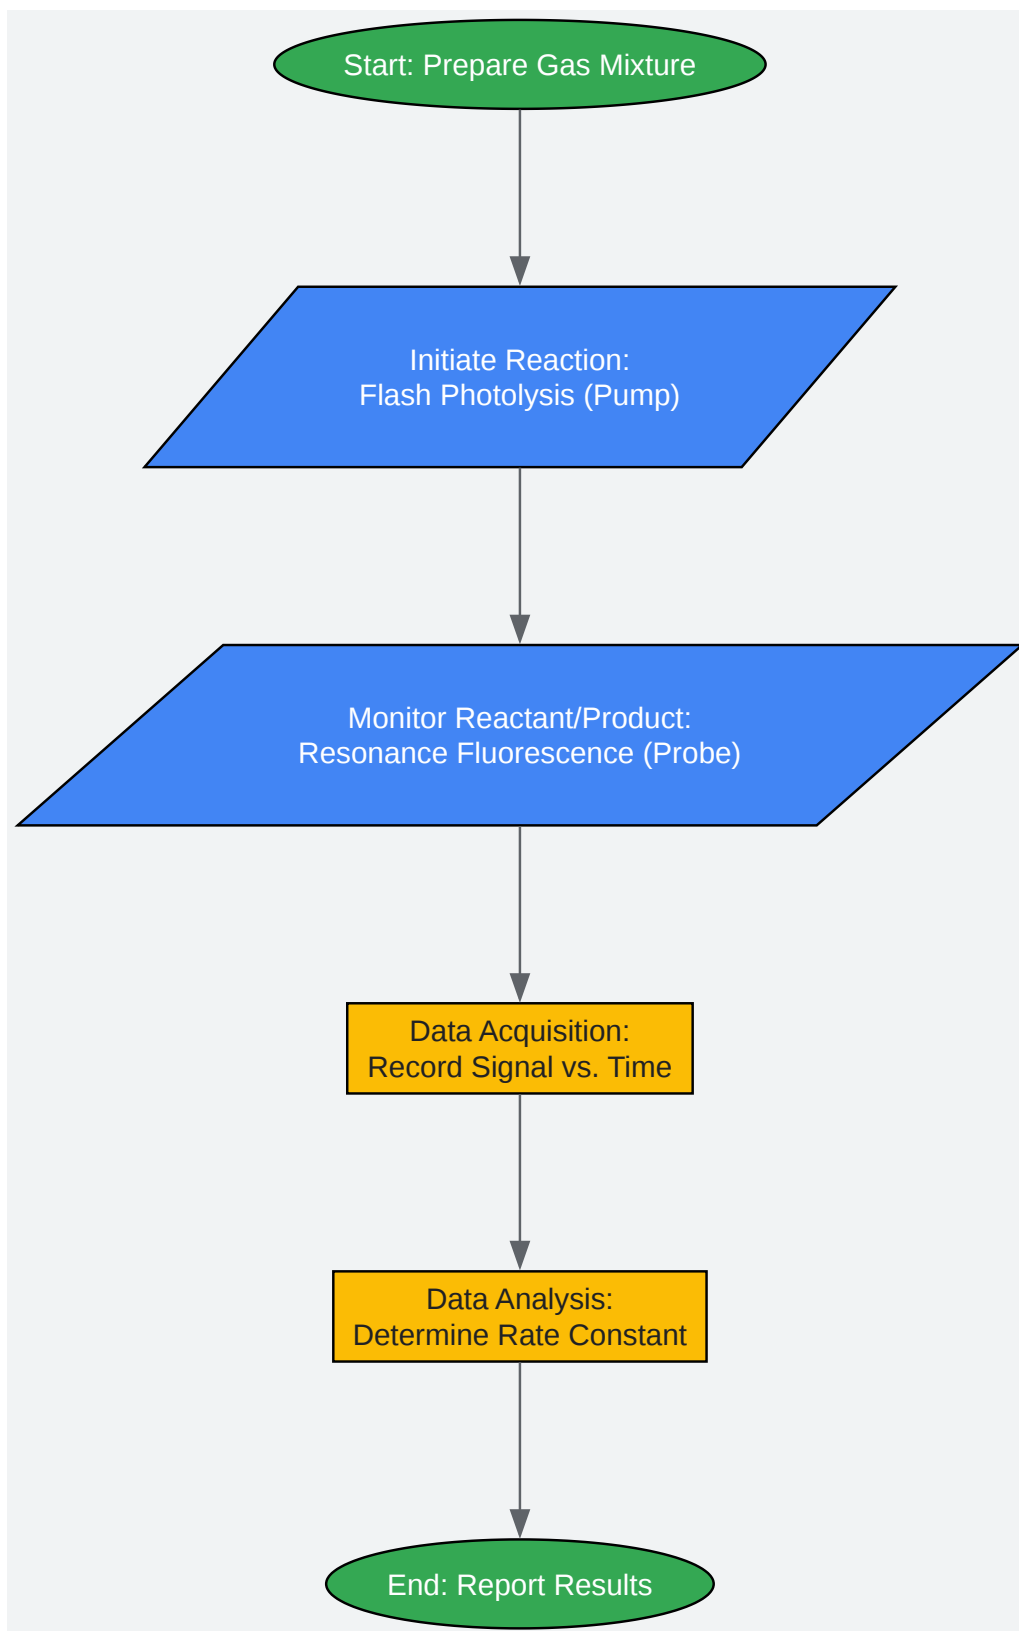 Start: Prepare Gas Mixture
Initiate Reaction:
Flash Photolysis (Pump)
Monitor Reactant/Product:
Resonance Fluorescence (Probe)
Data Acquisition:
Record Signal vs. Time
Data Analysis:
Determine Rate Constant
End: Report Results